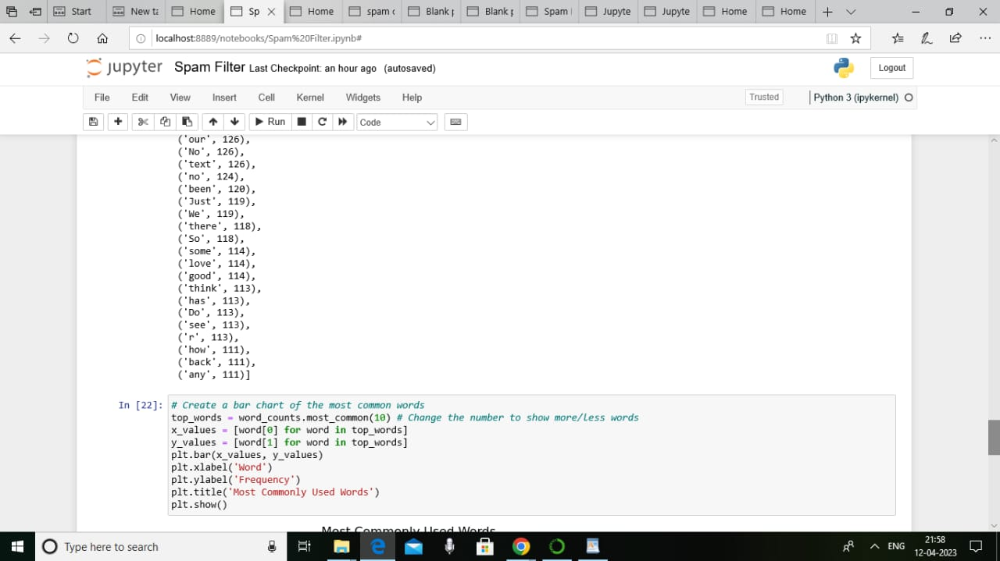 Start
New ta
Home
Sp
Home
spam c
Blank p
Blank p
Spam
Jupyte
Jupyte
Home
Home
localhost:8889/notebooks/Spam%20Filter.ipynb#
jupyter Spam Filter Last Checkpoint: an hour ago (autosaved)
Logout
File Edit View Insert Cell Kernel Widgets Help
Trusted
Python 3 (ipykernel)
Run
Code
('our', 126),
('No', 126),
('text', 126),
('no', 124),
('been', 120),
('Just', 119),
('We', 119),
('there', 118),
('So', 118),
('some', 114),
('love', 114),
('good', 114),
('think', 113),
('has', 113),
('Do', 113),
('see', 113),
('r', 113),
('how', 111),
('back', 111),
('any', 111)]
In [22]: # Create a bar chart of the most common words
top_words = word_counts.most_common(10) # Change the number to show more/less words
x_values = [word[0] for word in top_words]
y_values = [word[1] for word in top_words]
plt.bar(x_values, y_values)
plt.xlabel('Word')
plt.ylabel('Frequency')
plt.title('Most Commonly Used Words')
plt.show()
Most Commonly Used Words
Type here to search
ENG
21:58
12-04-2023